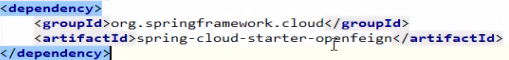 <dependency>
    <groupId>org.springframework.cloud</groupId>
    <artifactId>spring-cloud-starter-openfeign</artifactId>
</dependency>